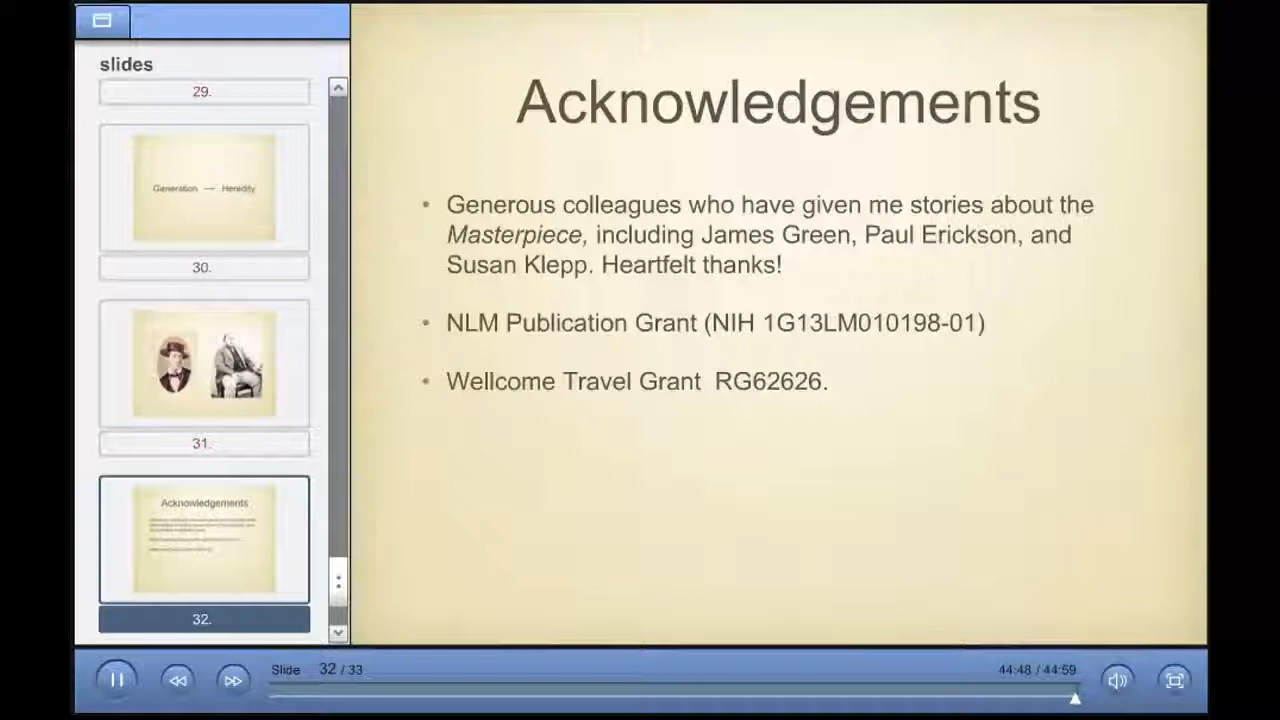 slides
29.
Generation — Heredity
30.
31.
Acknowledgements
32.
Acknowledgements
• Generous colleagues who have given me stories about the
Masterpiece, including James Green, Paul Erickson, and
Susan Klepp. Heartfelt thanks!
• NLM Publication Grant (NIH 1G13LM010198-01)
• Wellcome Travel Grant RG62626.
Slide 32 / 33
44:48 / 44:59